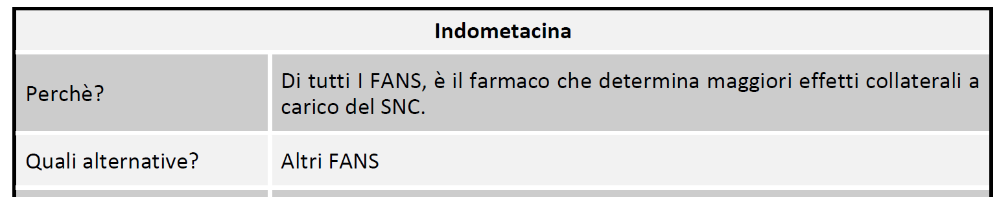 Indometacina
Perchè?
Di tutti I FANS, è il farmaco che determina maggiori effetti collaterali a
carico del SNC.
Quali alternative?
Altri FANS